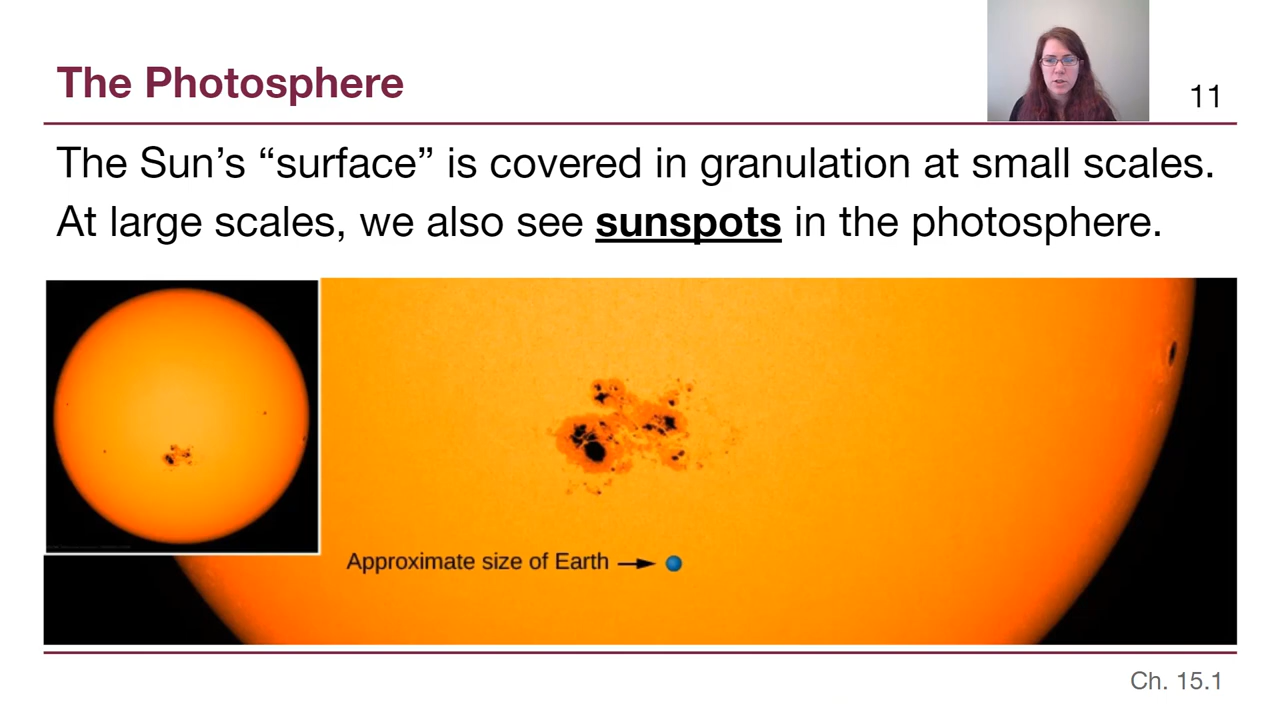 The Photosphere
11
The Sun’s “surface” is covered in granulation at small scales.
At large scales, we also see sunspots in the photosphere.
Approximate size of Earth
Ch. 15.1